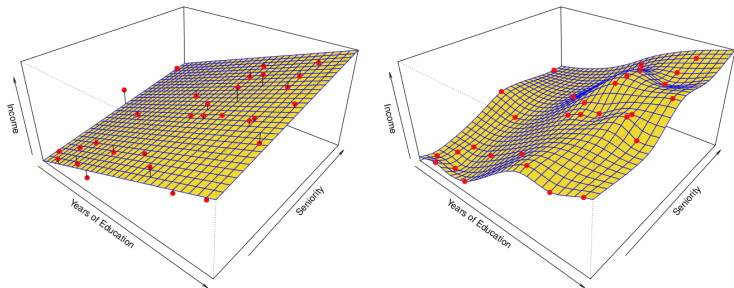 Income
Years of Education
Seniority
Income
Years of Education
Seniority